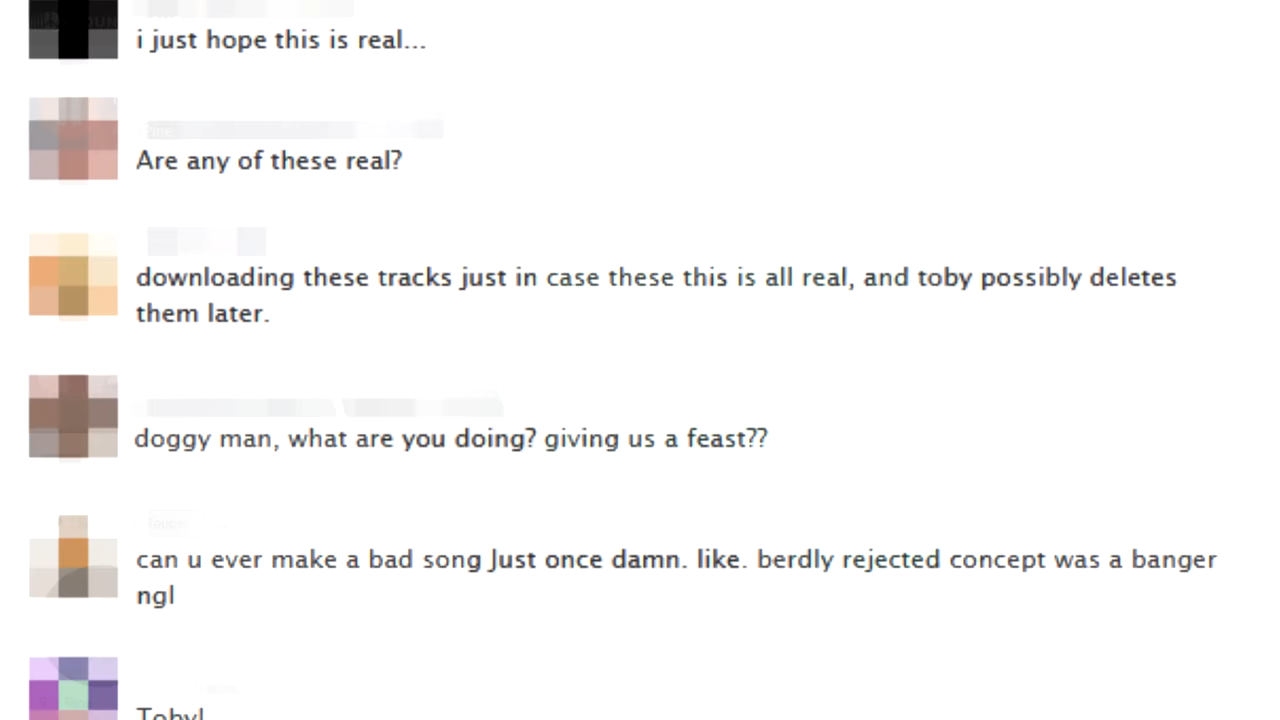 i just hope this is real...
Are any of these real?
downloading these tracks just in case these this is all real, and toby possibly deletes
them later.
doggy man, what are you doing? giving us a feast??
can u ever make a bad song Just once damn. like. berdly rejected concept was a banger
ngl
Toby!